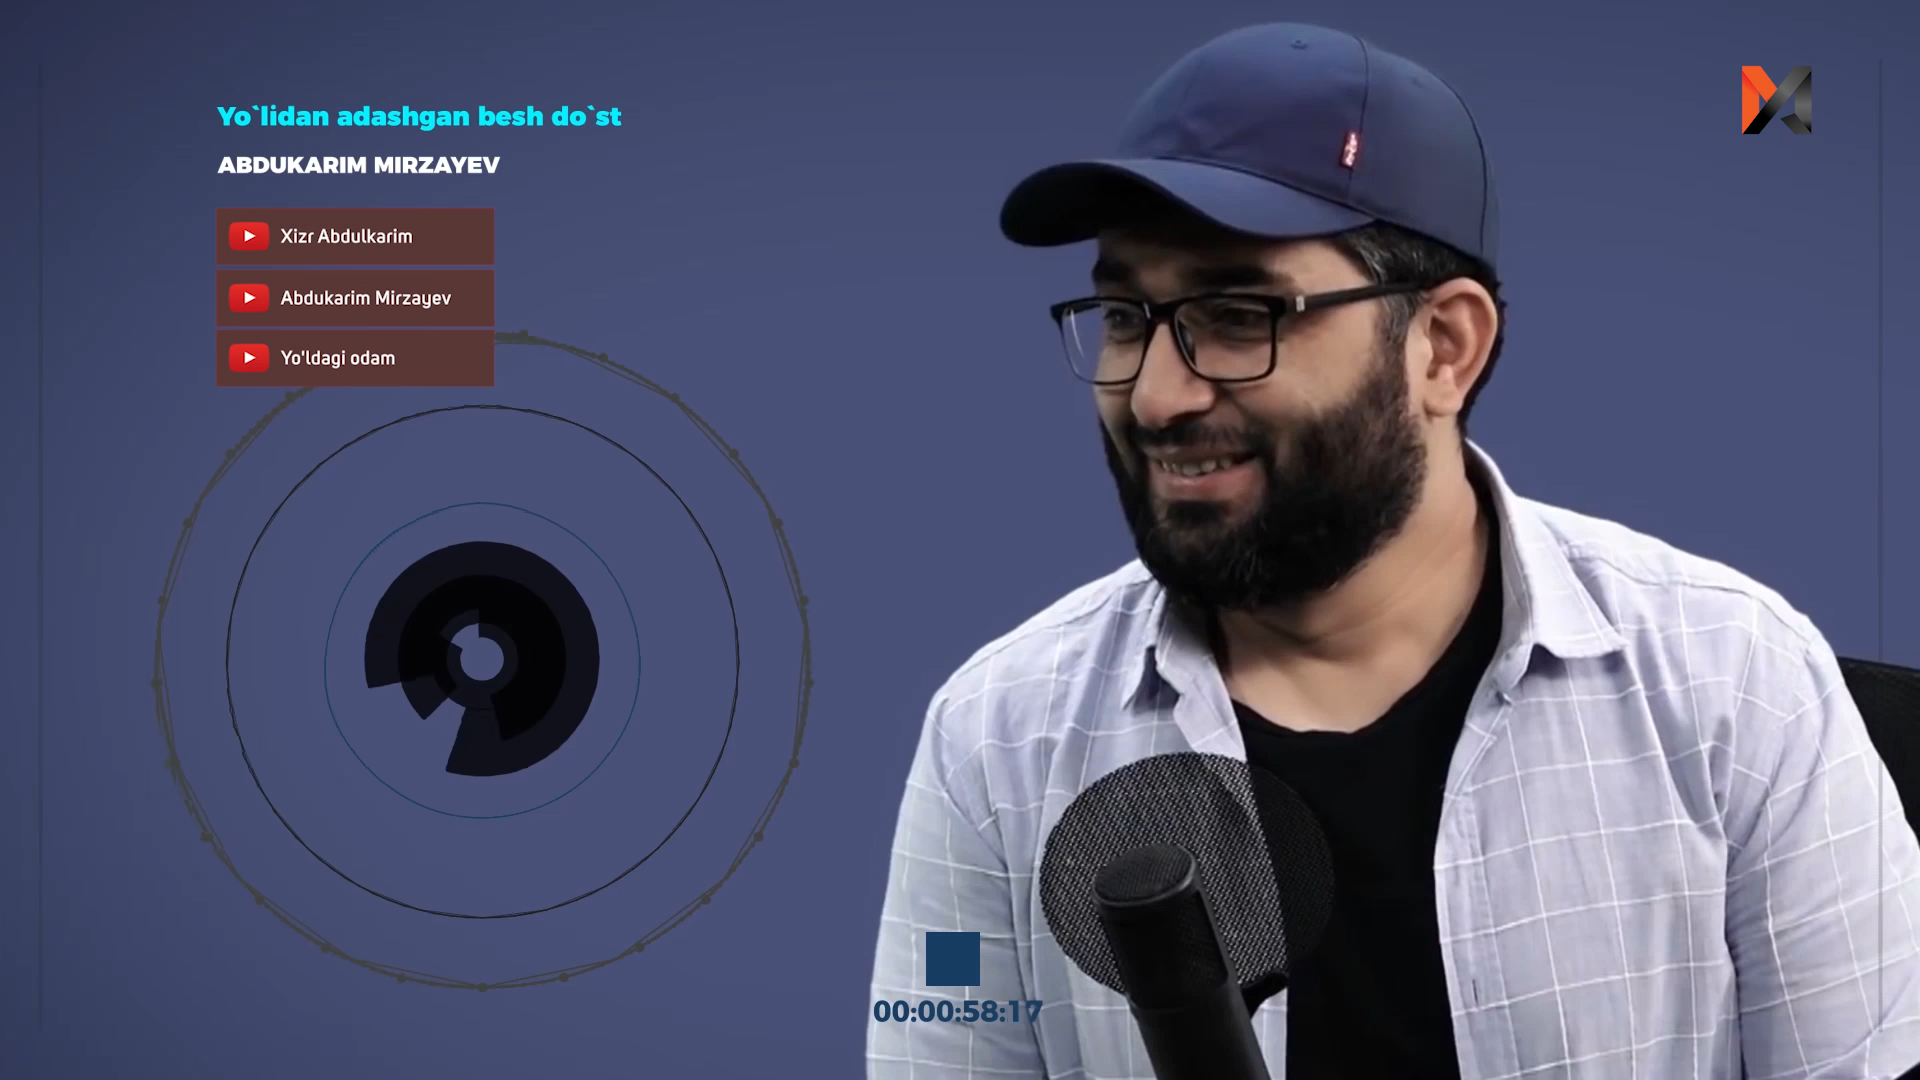 Yo`lidan adashgan besh do`st
ABDUKARIM MIRZAYEV
Xizr Abdulkarim
Abdukarim Mirzayev
Yo'ldagi odam
00:00:58:17